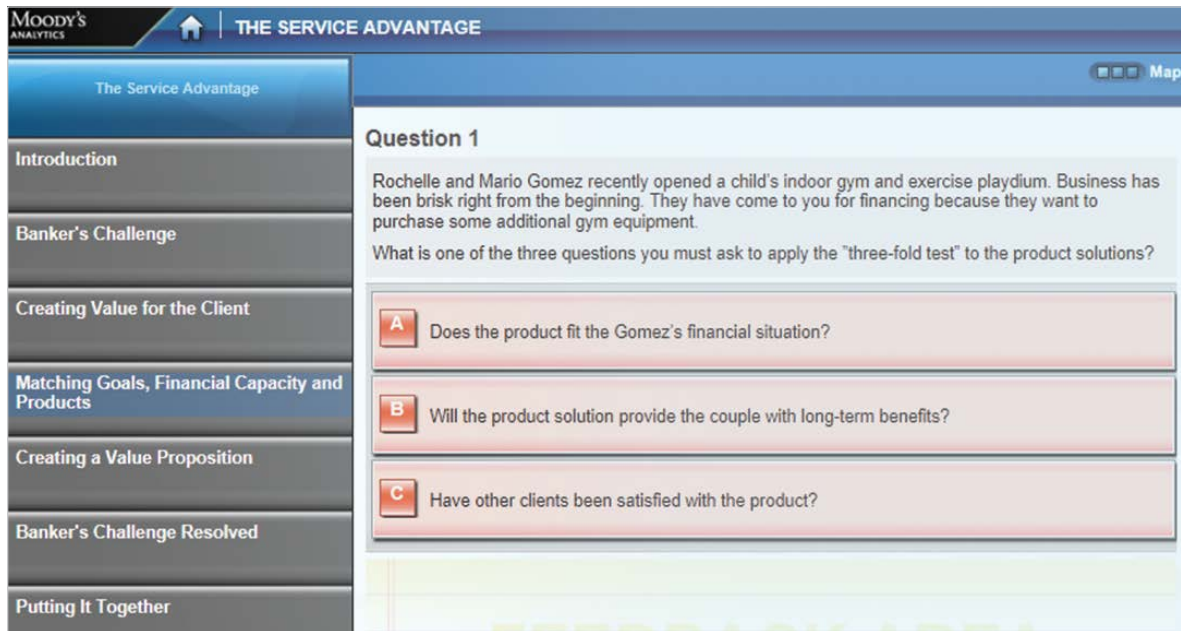 MOODY'S
ANALYTICS
THE SERVICE ADVANTAGE
The Service Advantage
Map
Introduction
Banker's Challenge
Creating Value for the Client
Matching Goals, Financial Capacity and
Products
Creating a Value Proposition
Banker's Challenge Resolved
Putting It Together
Question 1
Rochelle and Mario Gomez recently opened a child's indoor gym and exercise playdium. Business has
been brisk right from the beginning. They have come to you for financing because they want to
purchase some additional gym equipment.
What is one of the three questions you must ask to apply the "three-fold test" to the product solutions?
A
Does the product fit the Gomez's financial situation?
B
Will the product solution provide the couple with long-term benefits?
C
Have other clients been satisfied with the product?